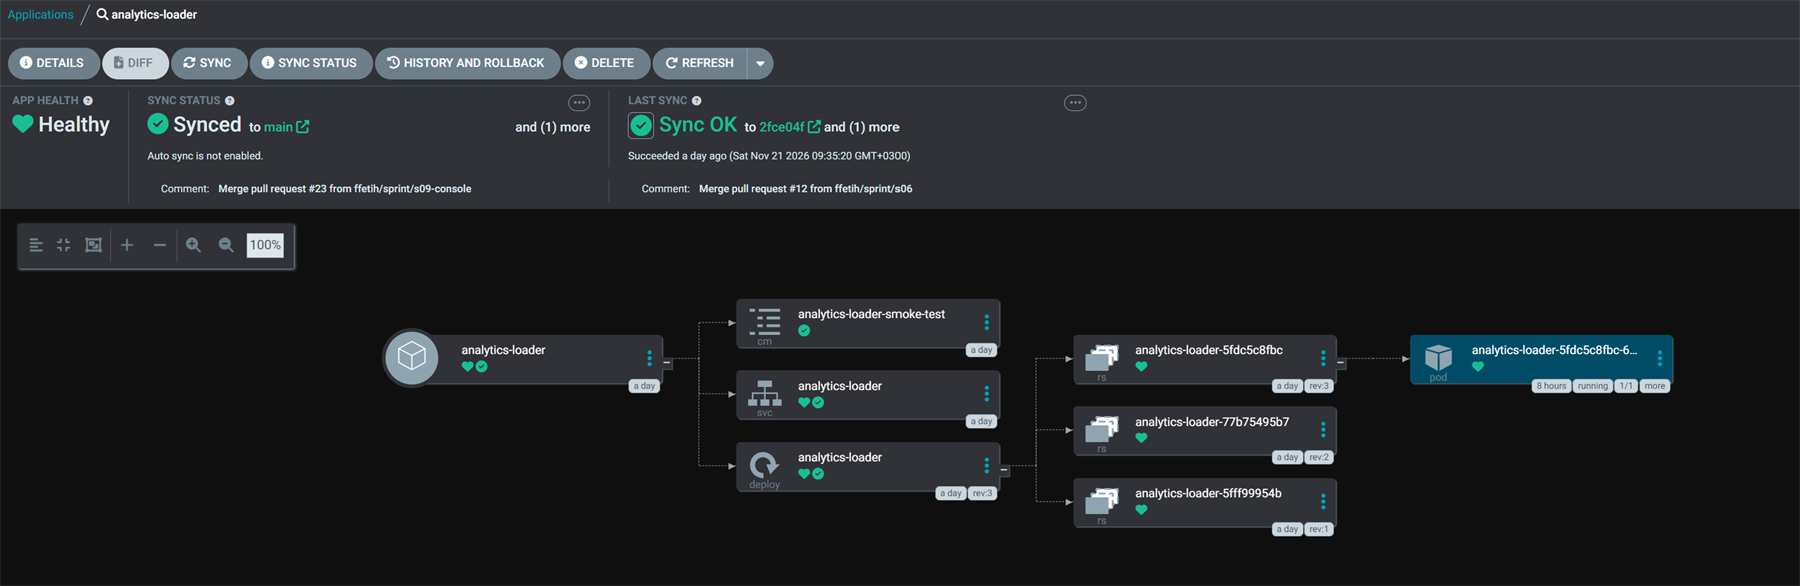 Applications / analytics-loader
DETAILS DIFF SYNC SYNC STATUS HISTORY AND ROLLBACK DELETE REFRESH
APP HEALTH
Healthy
SYNC STATUS
Synced to main
and (1) more
Auto sync is not enabled.
Comment: Merge pull request #23 from ffetih/sprint/s09-console
LAST SYNC
Sync OK to 2fce04f and (1) more
Succeeded a day ago (Sat Nov 21 2026 09:35:20 GMT+0300)
Comment: Merge pull request #12 from ffetih/sprint/s06
100%
analytics-loader
a day
analytics-loader-smoke-test
cm
a day
analytics-loader
svc
a day
analytics-loader
deploy
a day rev:3
analytics-loader-5fdc5c8fbc
rs
a day rev:3
analytics-loader-77b75495b7
rs
a day rev:2
analytics-loader-5fff99954b
rs
a day rev:1
analytics-loader-5fdc5c8fbc-6...
pod
8 hours running 1/1 more